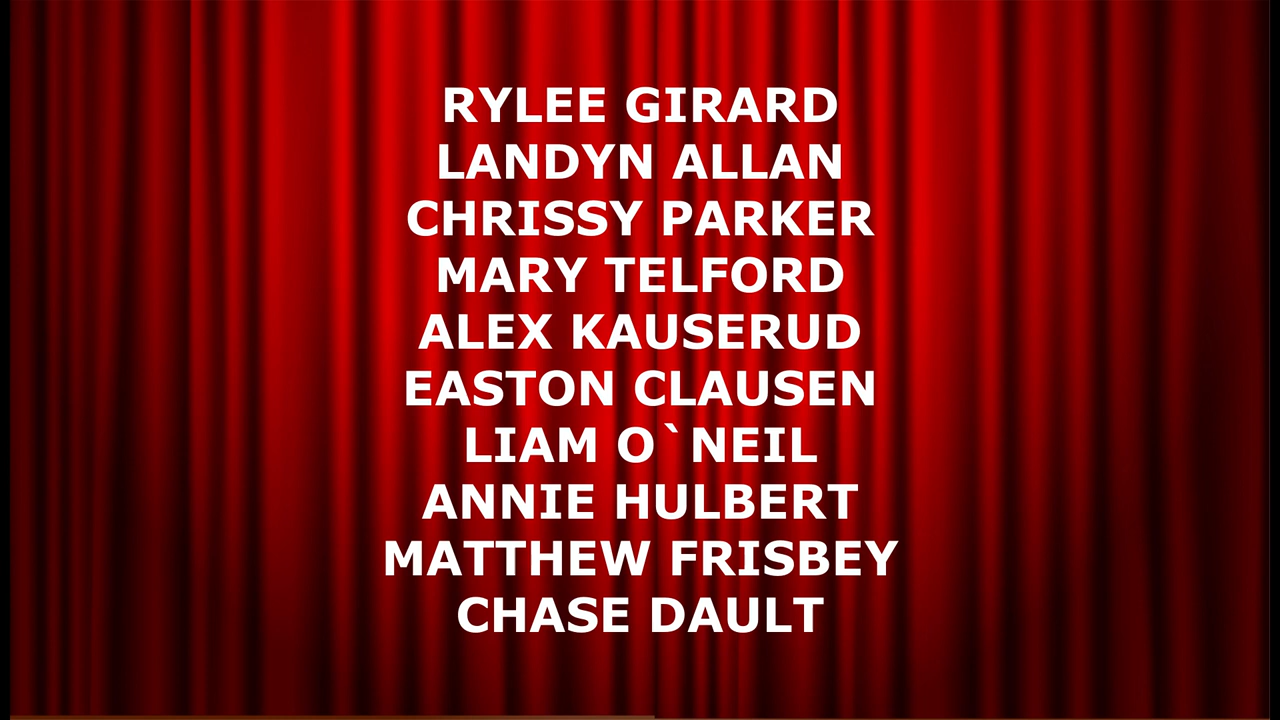 RYLEE GIRARD
LANDYN ALLAN
CHRISSY PARKER
MARY TELFORD
ALEX KAUSERUD
EASTON CLAUSEN
LIAM O`NEIL
ANNIE HULBERT
MATTHEW FRISBEY
CHASE DAULT